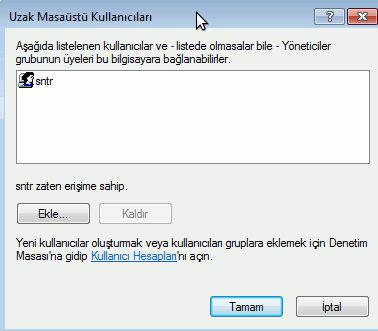 Uzak Masaüstü Kullanıcıları
Aşağıda listelenen kullanıcılar ve - listede olmasalar bile - Yöneticiler
grubunun üyeleri bu bilgisayara bağlanabilirler.
sntr
sntr zaten erişime sahip.
Ekle...
Kaldır
Yeni kullanıcılar oluşturmak veya kullanıcıları gruplara eklemek için Denetim
Masası'na gidip Kullanıcı Hesapları'nı açın.
Tamam
İptal